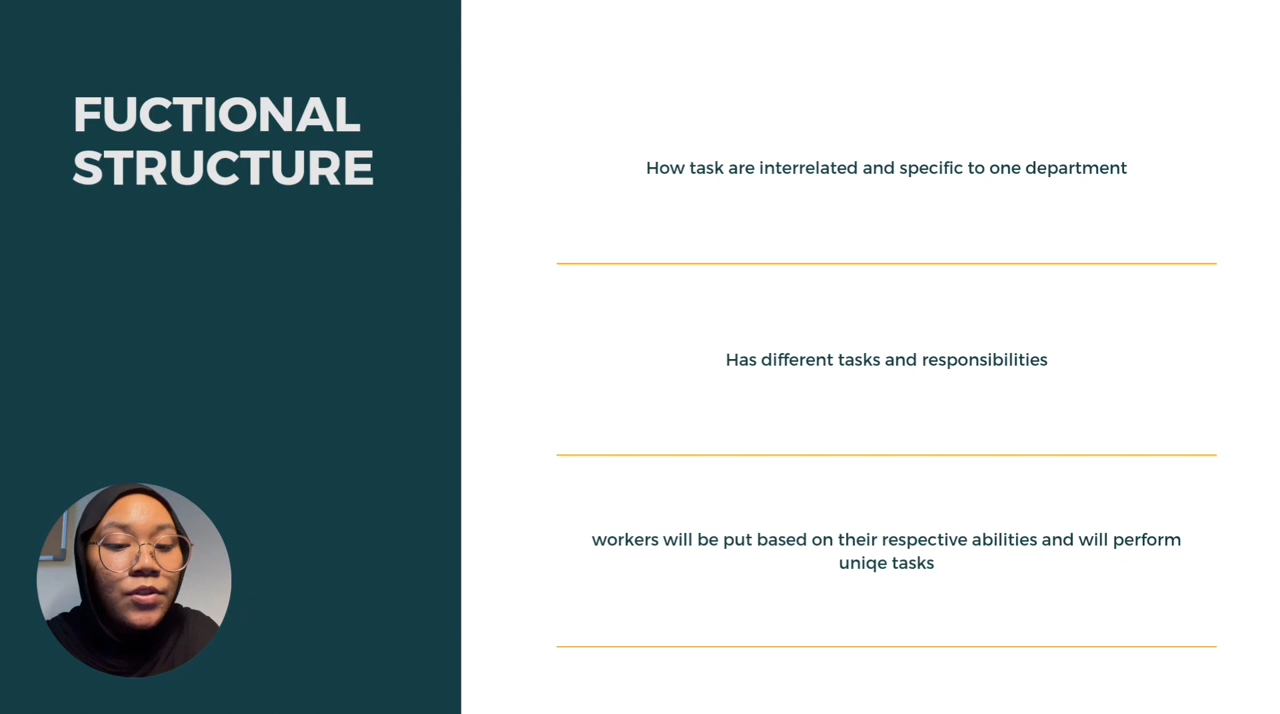 FUCTIONAL
STRUCTURE
How task are interrelated and specific to one department
Has different tasks and responsibilities
workers will be put based on their respective abilities and will perform
uniqe tasks